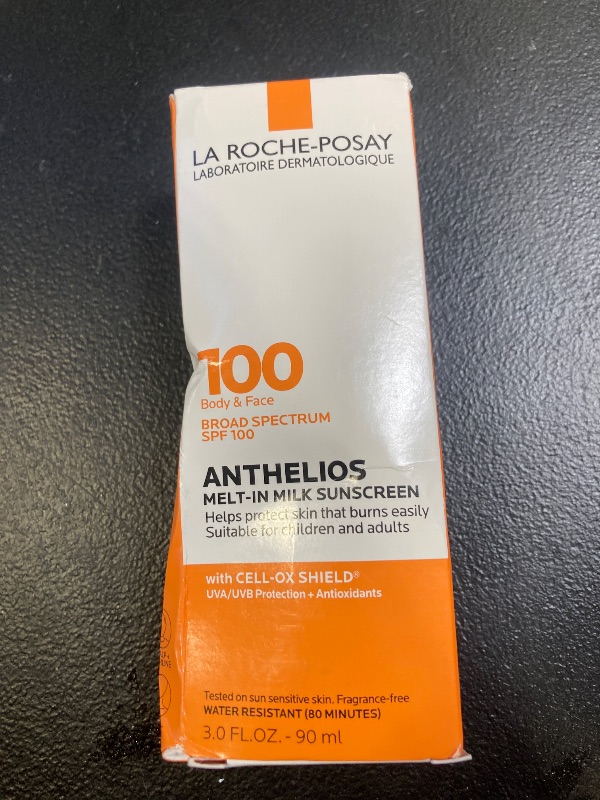 LA ROCHE-POSAY
LABORATOIRE DERMATOLOGIQUE
100
Body & Face
BROAD SPECTRUM
SPF 100
ANTHELIOS
MELT-IN MILK SUNSCREEN
Helps protect skin that burns easily
Suitable for children and adults
with CELL-OX SHIELD®
UVA/UVB Protection + Antioxidants
Tested on sun sensitive skin. Fragrance-free
WATER RESISTANT (80 MINUTES)
3.0 FL.OZ. - 90 ml